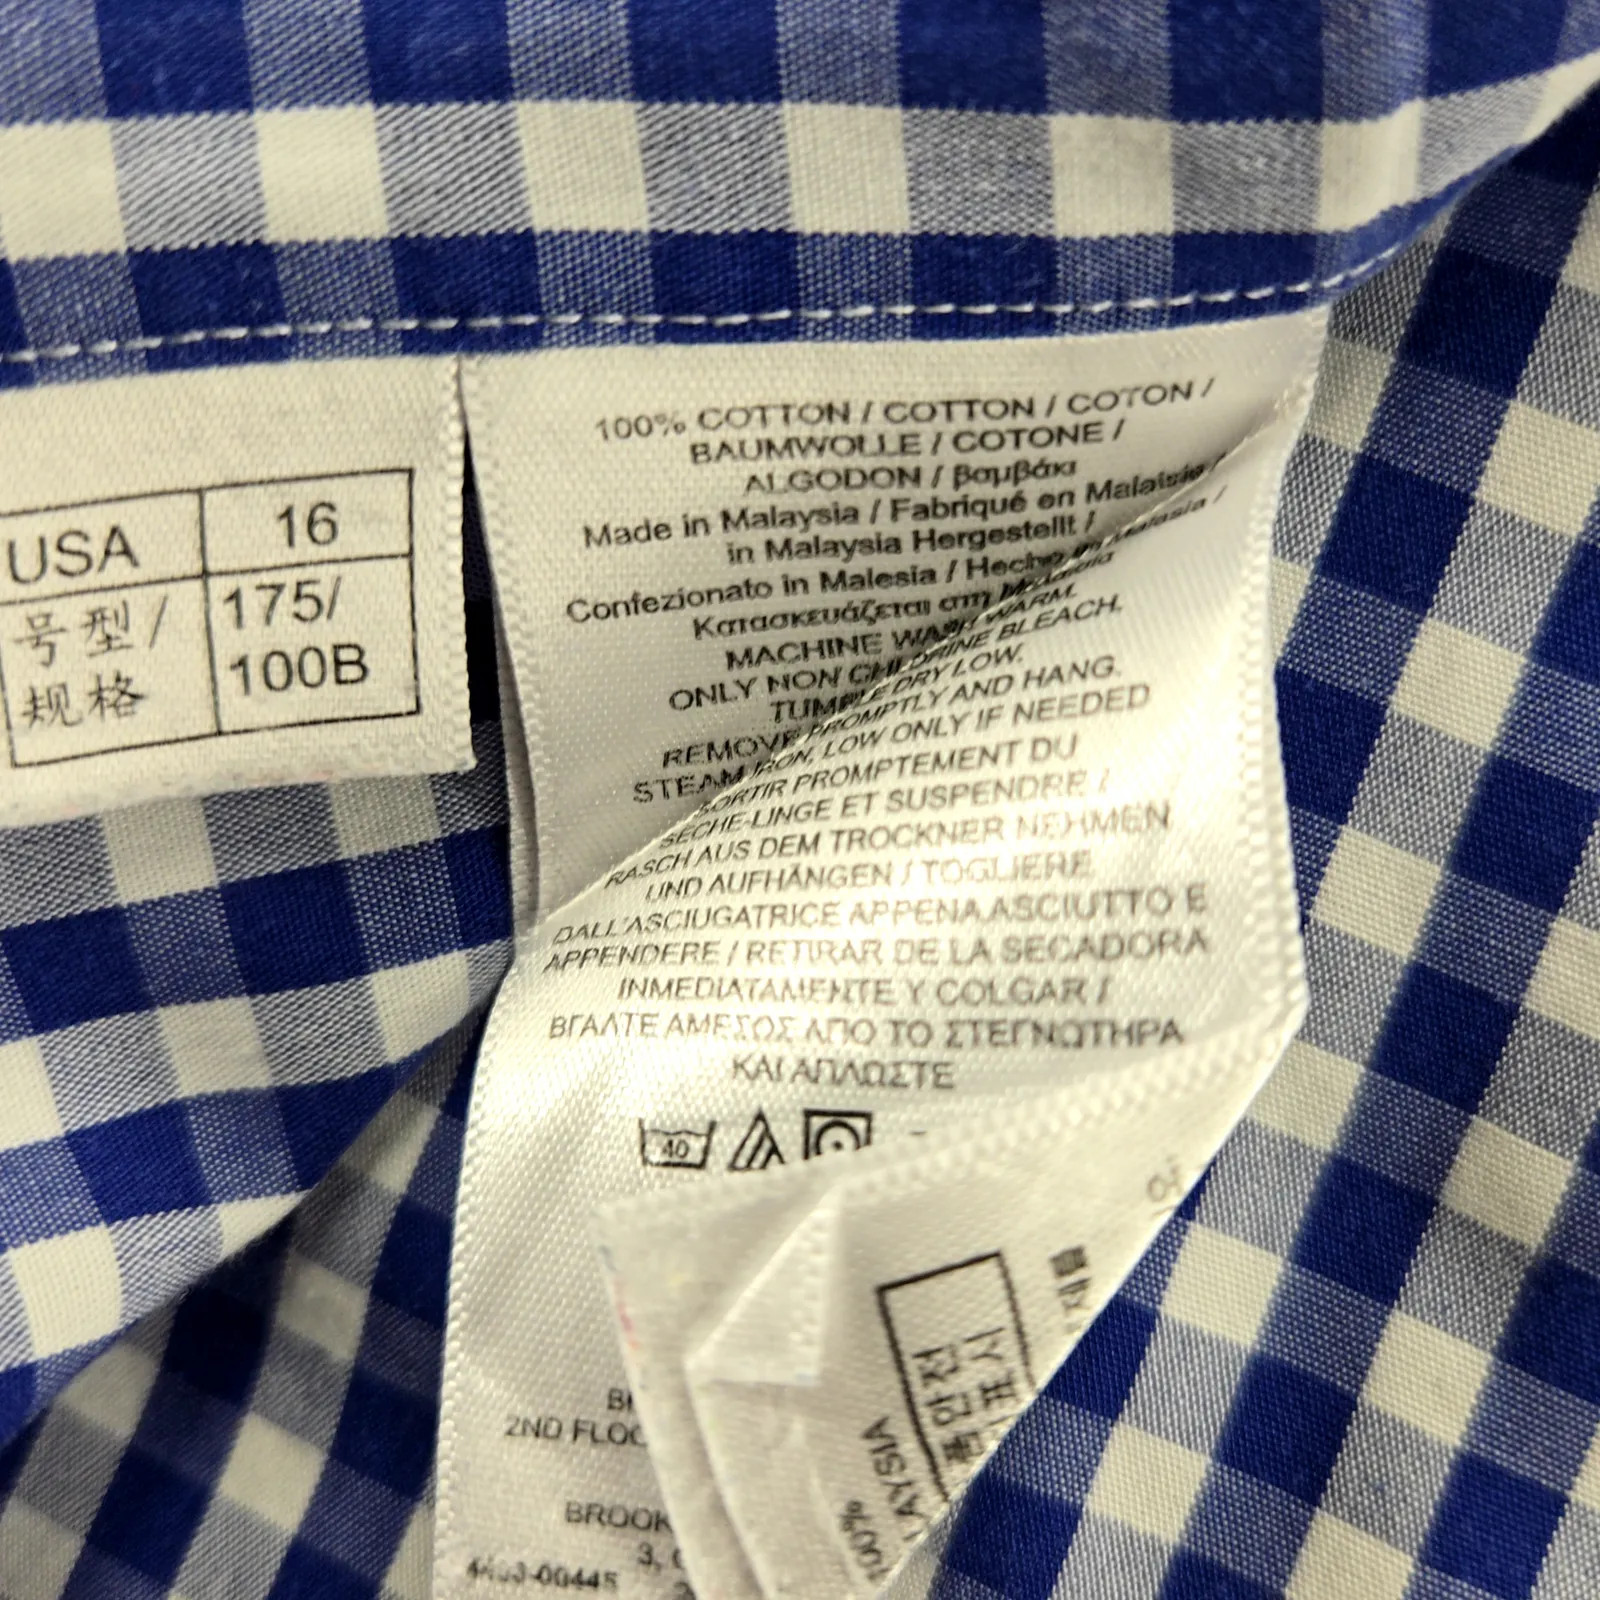 USA 16
号型/ 175/
规格 100B
100% COTTON / COTTON / COTON /
BAUMWOLLE / COTONE /
ALGODON / βαμβάκι
Made in Malaysia / Fabriqué en Malaisie /
in Malaysia Hergestellt /
Confezionato in Malesia / Hecho en Malasia /
Κατασκευάζεται στη Μαλαισία
MACHINE WASH WARM.
ONLY NON CHLORINE BLEACH.
TUMBLE DRY LOW.
REMOVE PROMPTLY AND HANG.
STEAM IRON, LOW ONLY IF NEEDED
SORTIR PROMPTEMENT DU
SÈCHE-LINGE ET SUSPENDRE /
RASCH AUS DEM TROCKNER NEHMEN
UND AUFHÄNGEN / TOGLIERE
DALL'ASCIUGATRICE APPENA ASCIUTTO E
APPENDERE / RETIRAR DE LA SECADORA
INMEDIATAMENTE Y COLGAR /
ΒΓΑΛΤΕ ΑΜΕΣΩΣ ΑΠΟ ΤΟ ΣΤΕΓΝΩΤΗΡΑ
ΚΑΙ ΑΠΛΩΣΤΕ
40
2ND
BROOK
3,
100%